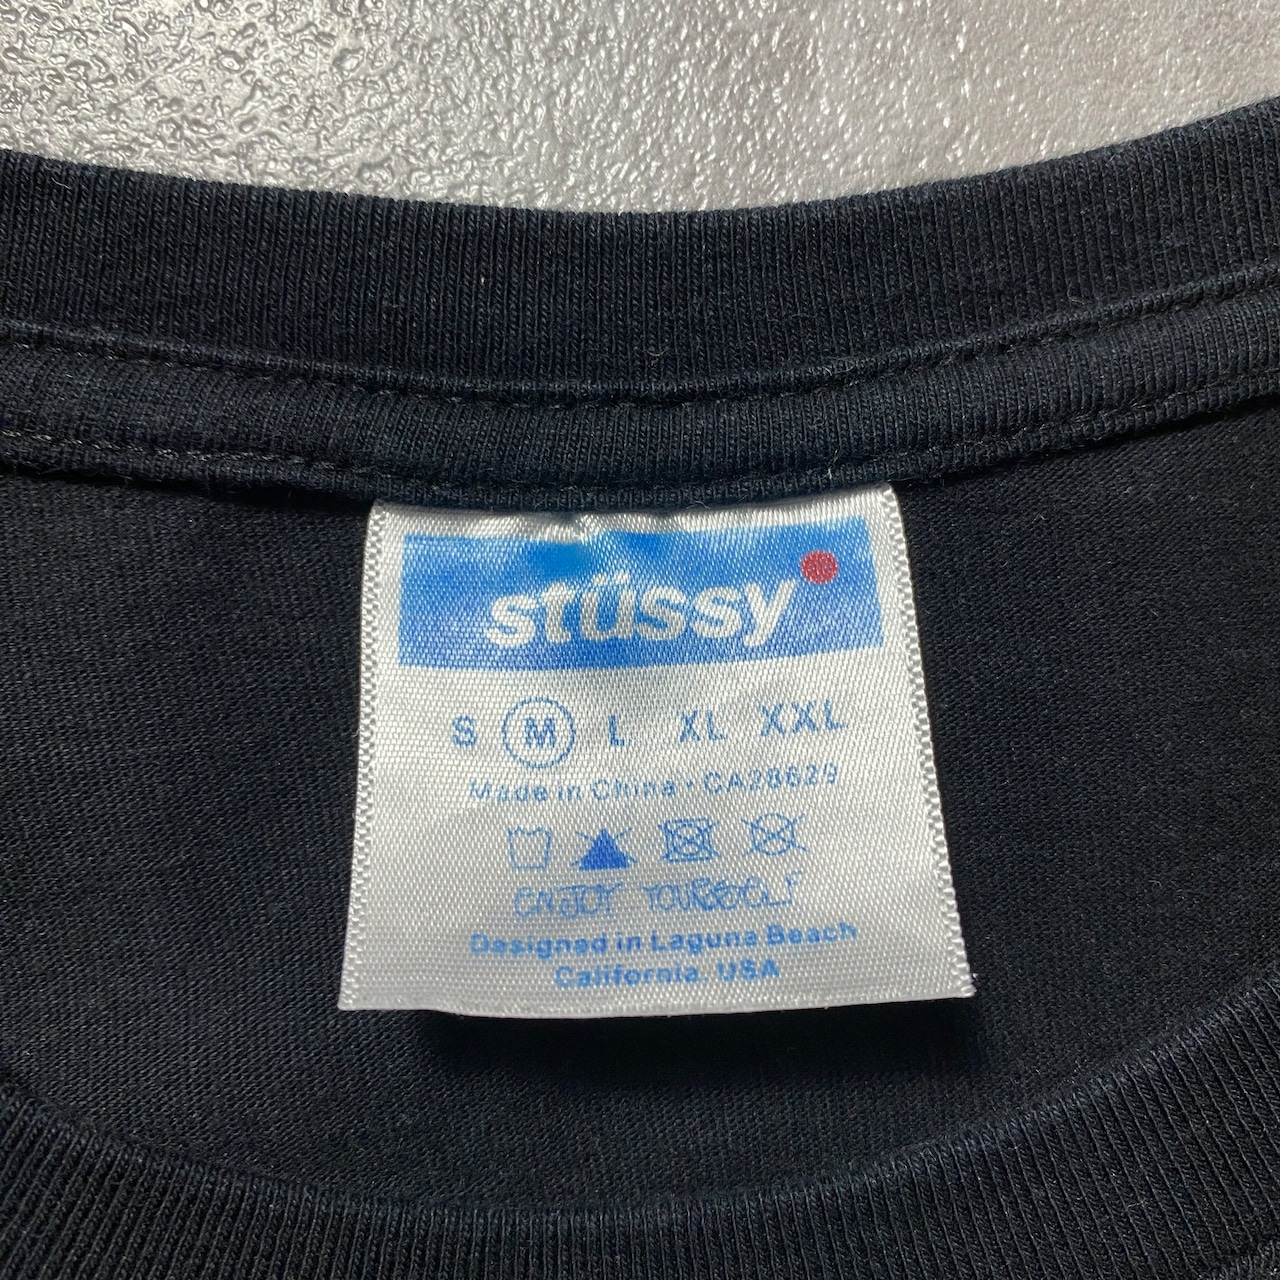 stüssy
S M L XL XXL
Made in China · CA28629
ENJOY YOURSELF
Designed in Laguna Beach
California, USA